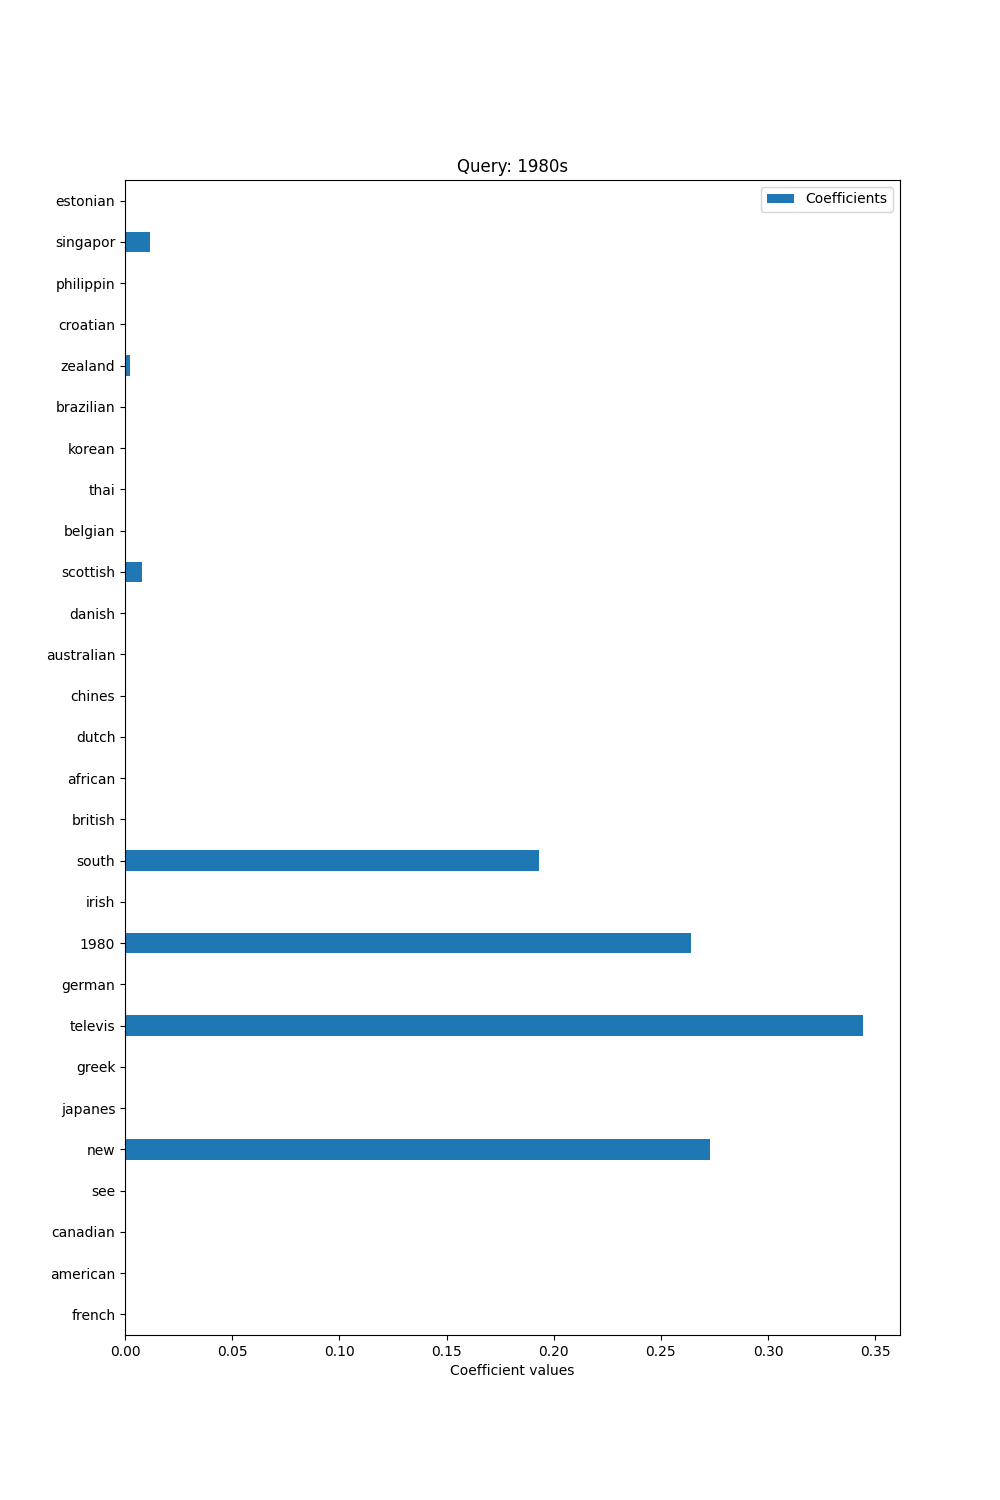 Query: 1980s
Coefficients
estonian
singapor
philippin
croatian
zealand
brazilian
korean
thai
belgian
scottish
danish
australian
chines
dutch
african
british
south
irish
1980
german
televis
greek
japanes
new
see
canadian
american
french
0.00 0.05 0.10 0.15 0.20 0.25 0.30 0.35
Coefficient values